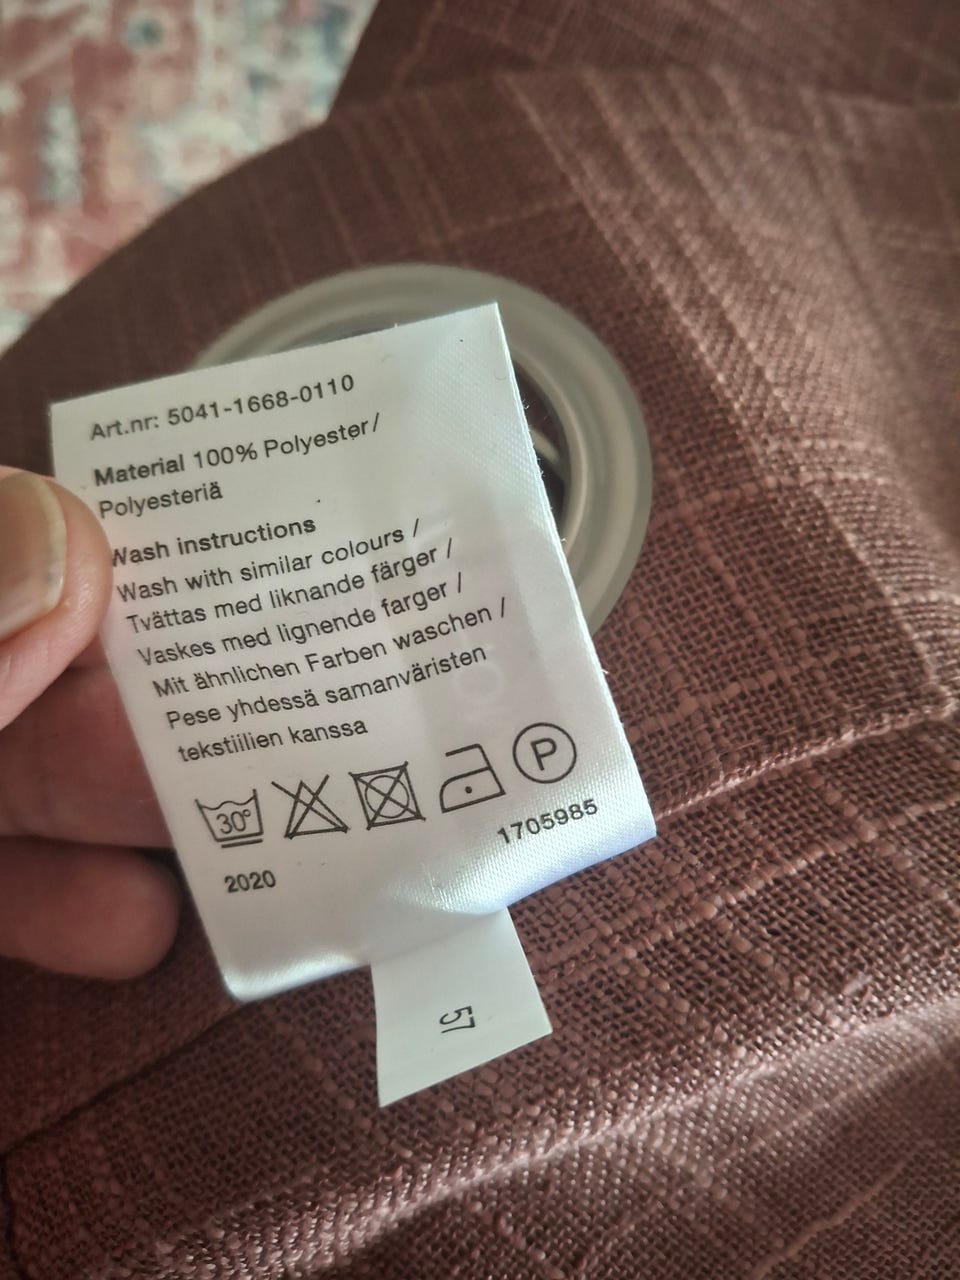 Art.nr: 5041-1668-0110
Material 100% Polyester/
Polyesteriä
Wash instructions
Wash with similar colours /
Tvättas med liknande färger /
Vaskes med lignende farger /
Mit ähnlichen Farben waschen /
Pese yhdessä samanväristen
tekstiilien kanssa
30°
P
1705985
2020
57